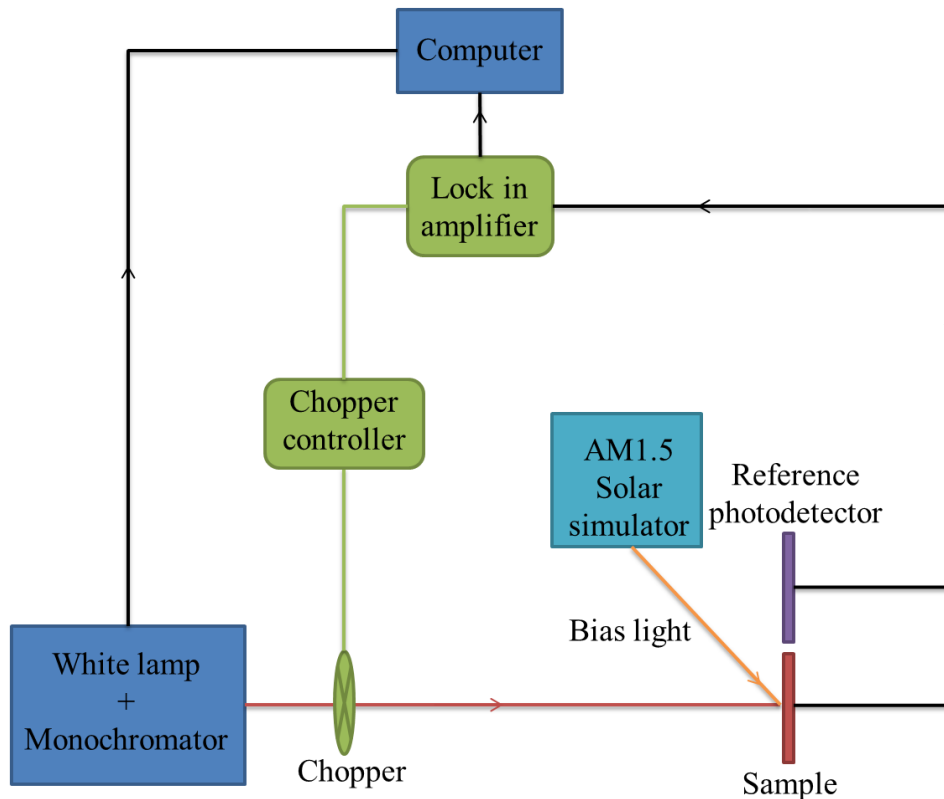 Computer
Lock in
amplifier
Chopper
controller
AM1.5
Solar
simulator
Reference
photodetector
Bias light
White lamp
+
Monochromator
Chopper
Sample